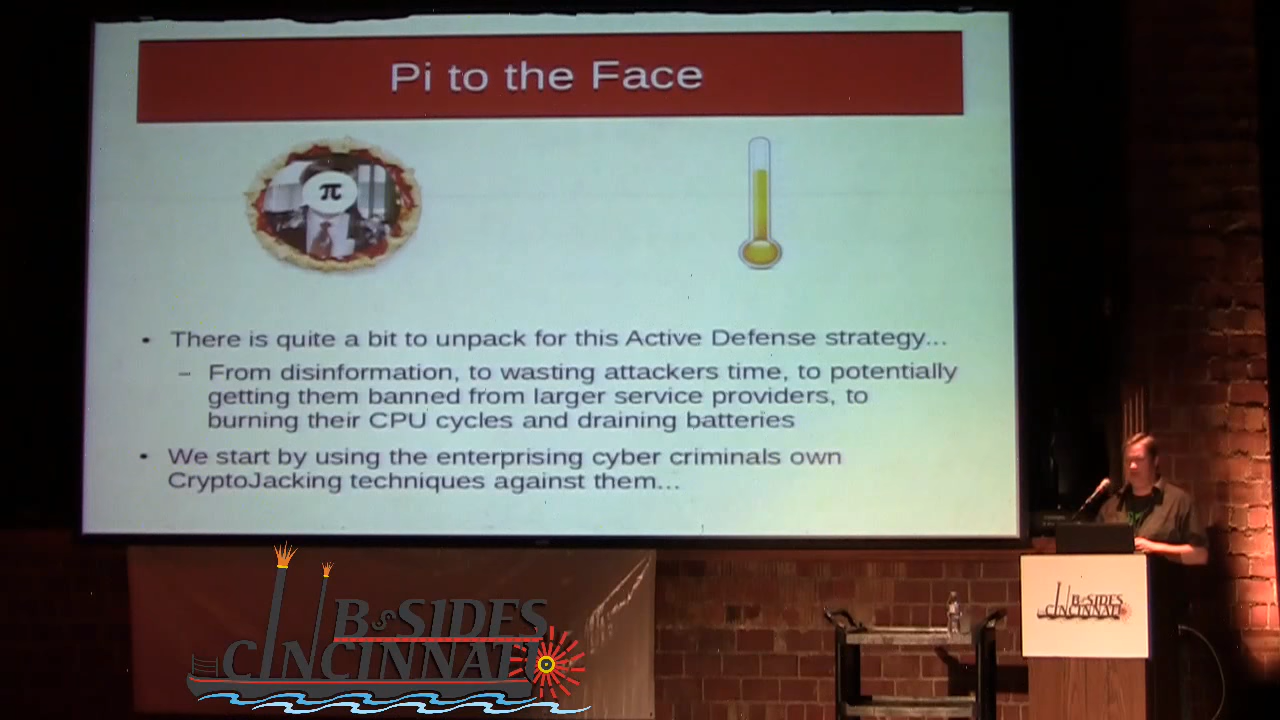 Pi to the Face
π
• There is quite a bit to unpack for this Active Defense strategy...
– From disinformation, to wasting attackers time, to potentially
getting them banned from larger service providers, to
burning their CPU cycles and draining batteries
• We start by using the enterprising cyber criminals own
CryptoJacking techniques against them...
B SIDES
CINCINNATI
B SIDES
CINCINNATI